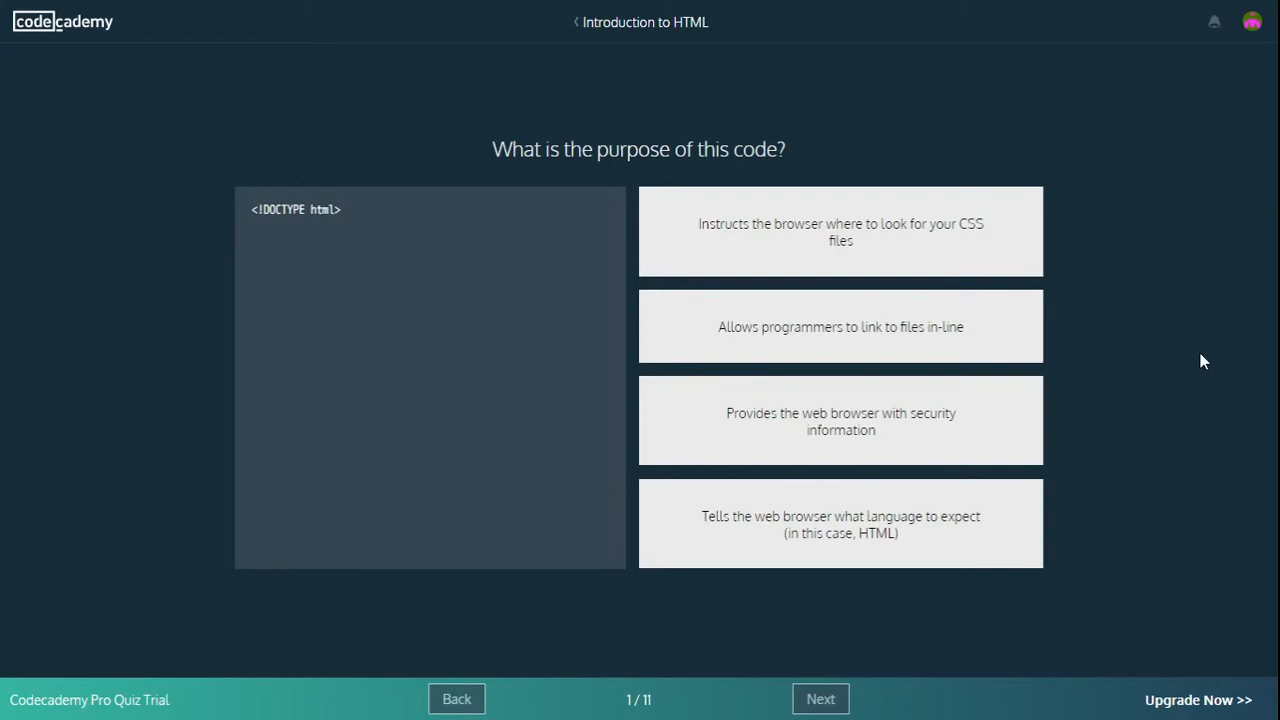 codecademy
Introduction to HTML
What is the purpose of this code?
<!DOCTYPE html>
Instructs the browser where to look for your CSS
files
Allows programmers to link to files in-line
Provides the web browser with security
information
Tells the web browser what language to expect
(in this case, HTML)
Codecademy Pro Quiz Trial
Back
1 / 11
Next
Upgrade Now >>